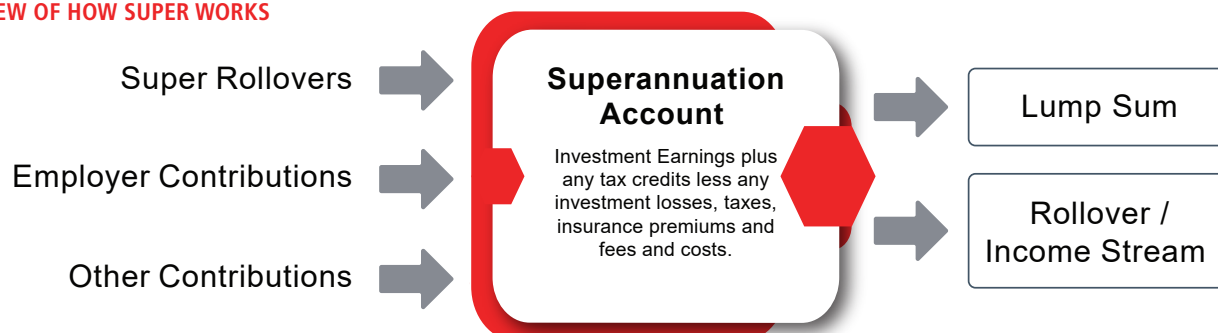 EW OF HOW SUPER WORKS
Super Rollovers
Employer Contributions
Other Contributions
Superannuation
Account
Investment Earnings plus
any tax credits less any
investment losses, taxes,
insurance premiums and
fees and costs.
Lump Sum
Rollover /
Income Stream